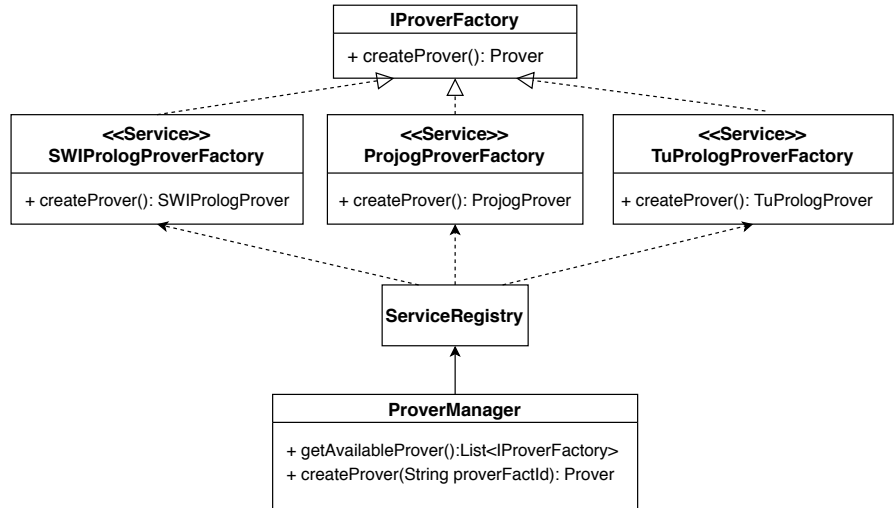 IProverFactory
+ createProver(): Prover
<<Service>>
SWIPrologProverFactory
+ createProver(): SWIPrologProver
<<Service>>
ProjogProverFactory
+ createProver(): ProjogProver
<<Service>>
TuPrologProverFactory
+ createProver(): TuPrologProver
ServiceRegistry
ProverManager
+ getAvailableProver():List<IProverFactory>
+ createProver(String proverFactId): Prover